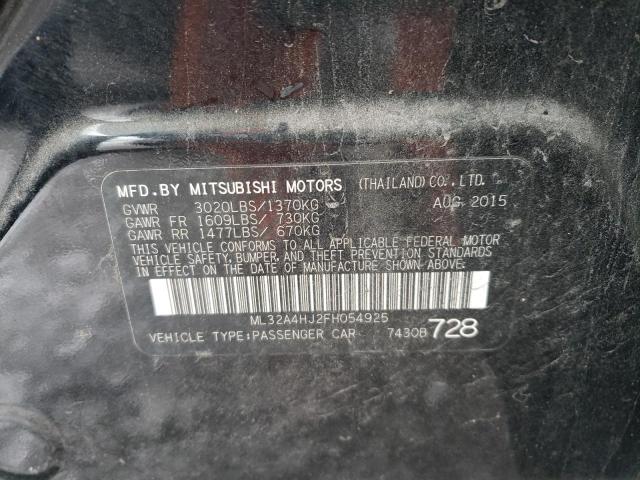 MFD.BY MITSUBISHI MOTORS (THAILAND) CO., LTD.
GVWR 3020LBS/1370KG AUG. 2015
GAWR FR 1609LBS/ 730KG
GAWR RR 1477LBS/ 670KG
THIS VEHICLE CONFORMS TO ALL APPLICABLE FEDERAL MOTOR
VEHICLE SAFETY, BUMPER, AND THEFT PREVENTION STANDARDS
IN EFFECT ON THE DATE OF MANUFACTURE SHOWN ABOVE.
ML32A4HJ2FH054925
VEHICLE TYPE:PASSENGER CAR 7430B 728